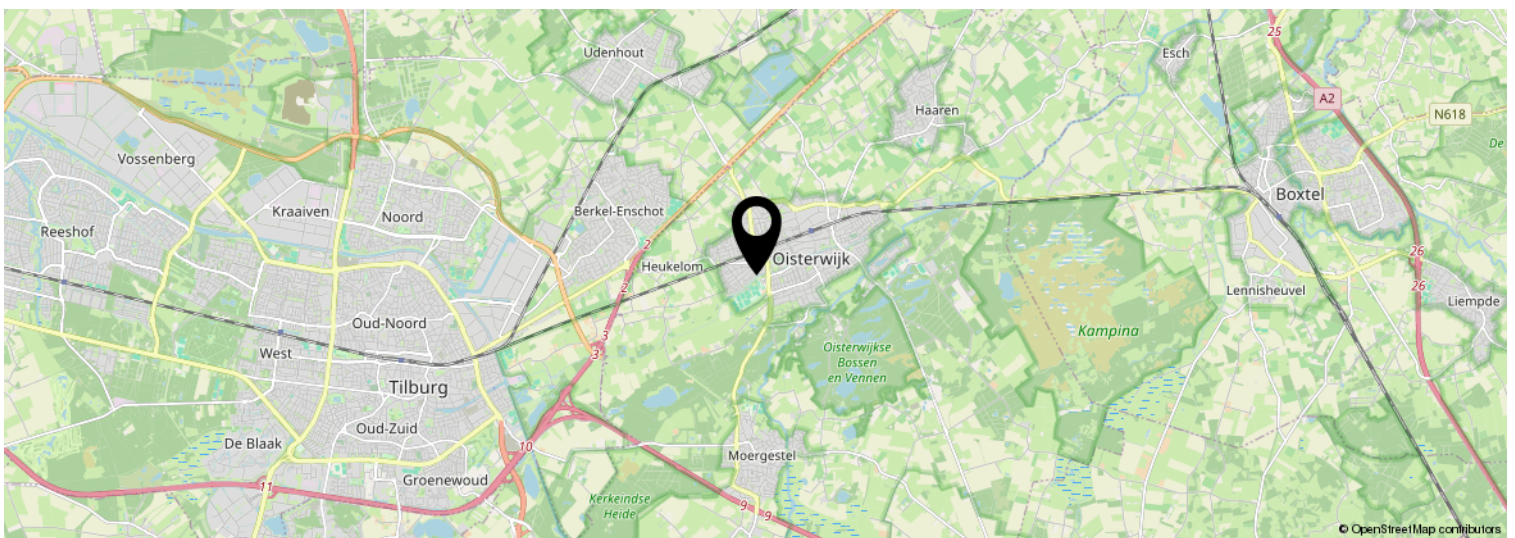 Udenhout
25
Esch
A2
N618
Haaren
De
Vossenberg
Kraaiven
Noord
Berkel-Enschot
Boxtel
Reeshof
2
Heukelom
Oisterwijk
26
2
26
Lennisheuvel
Liempde
Oud-Noord
3
Kampina
West
3
Oisterwijkse
Bossen
en Vennen
Tilburg
Oud-Zuid
De Blaak
10
Moergestel
11
Groenewoud
Kerkeindse
Heide
9
9
© OpenStreetMap contributors